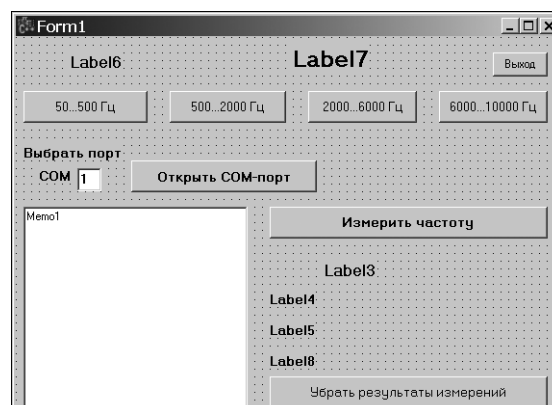 Form1
Label6
Label7
Выход
50...500 Гц
500...2000 Гц
2000...6000 Гц
6000...10000 Гц
Выбрать порт
COM 1
Открыть COM-порт
Memo1
Измерить частоту
Label3
Label4
Label5
Label8
Убрать результаты измерений